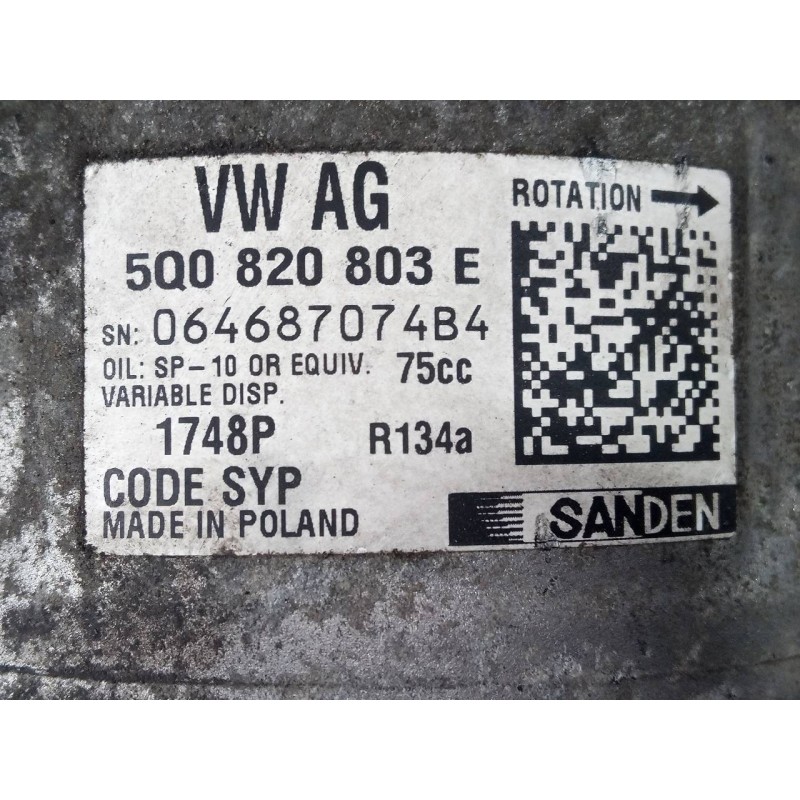 VW AG
5Q0 820 803 E
SN: 064687074B4
OIL: SP-10 OR EQUIV. 75cc
VARIABLE DISP.
1748P R134a
CODE SYP
MADE IN POLAND
ROTATION
SANDEN